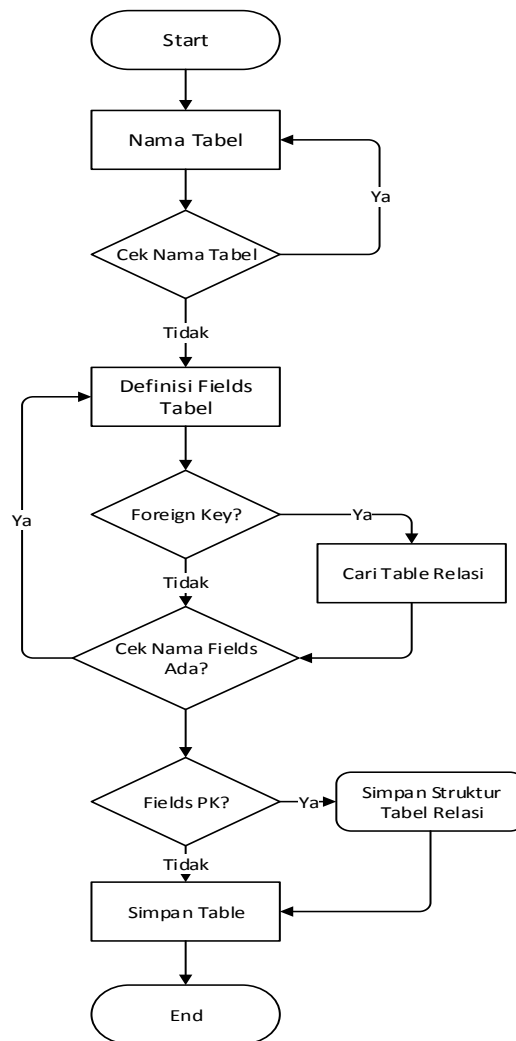 Start
Nama Tabel
Ya
Cek Nama Tabel
Tidak
Definisi Fields
Tabel
Ya
Foreign Key?
Ya
Cari Table Relasi
Tidak
Cek Nama Fields
Ada?
Fields PK?
Ya
Simpan Struktur
Tabel Relasi
Tidak
Simpan Table
End